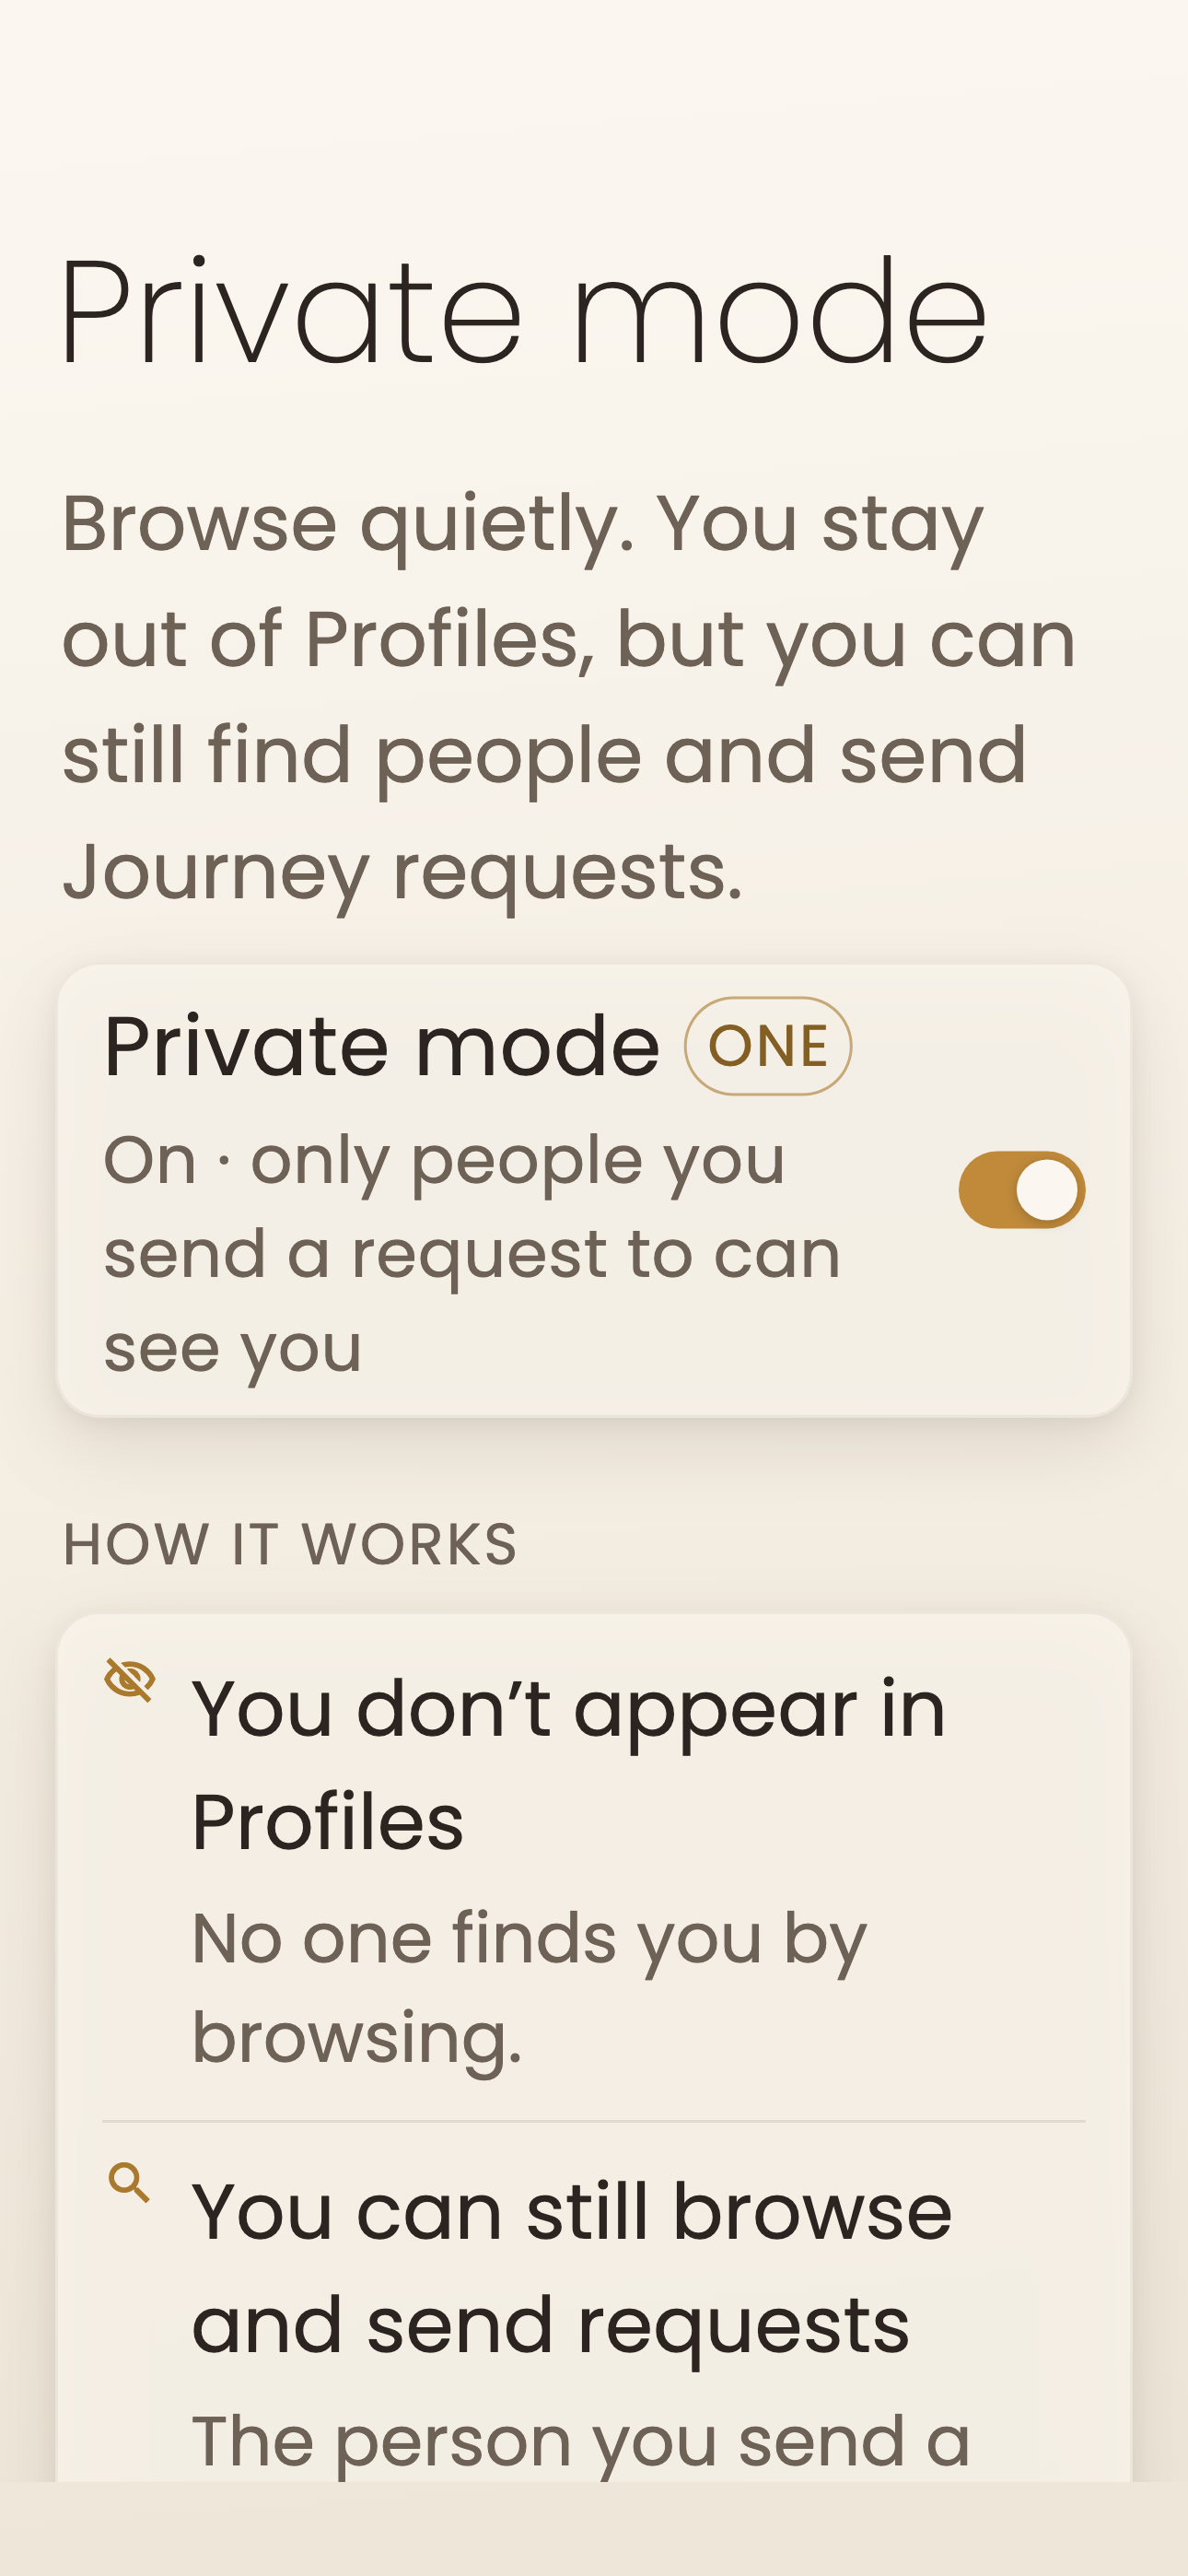 Private mode
Browse quietly. You stay
out of Profiles, but you can
still find people and send
Journey requests.
Private mode ONE
On · only people you
send a request to can
see you
HOW IT WORKS
You don’t appear in
Profiles
No one finds you by
browsing.
You can still browse
and send requests
The person you send a